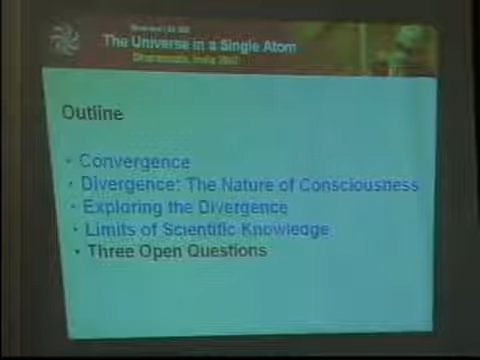 The Universe in a Single Atom
Dharamsala, India 2007
Outline
• Convergence
• Divergence: The Nature of Consciousness
• Exploring the Divergence
• Limits of Scientific Knowledge
• Three Open Questions